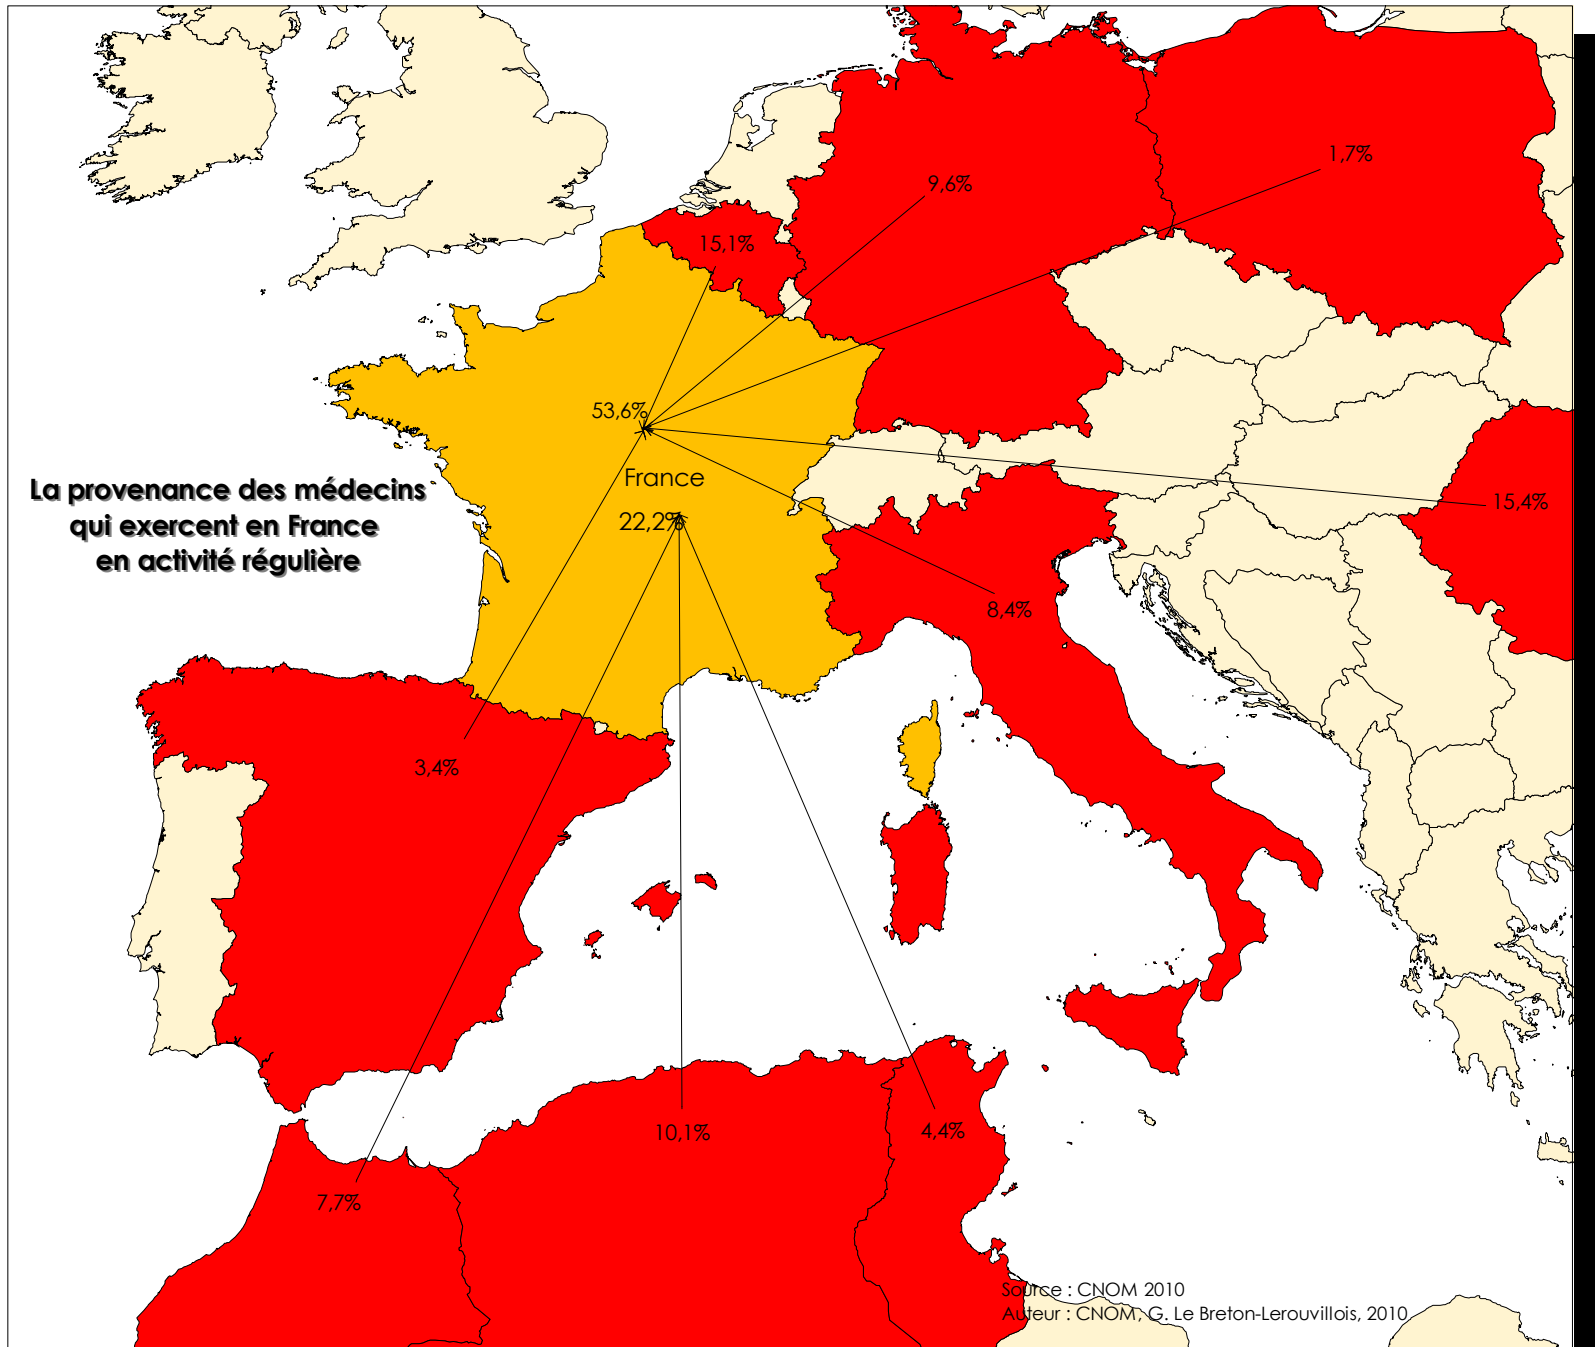 1,7%
9,6%
15,1%
53,6%
France
22,2%
La provenance des médecins
qui exercent en France
en activité régulière
15,4%
8,4%
3,4%
10,1%
4,4%
7,7%
Source : CNOM 2010
Auteur : CNOM, G. Le Breton-Lerouvillois, 2010